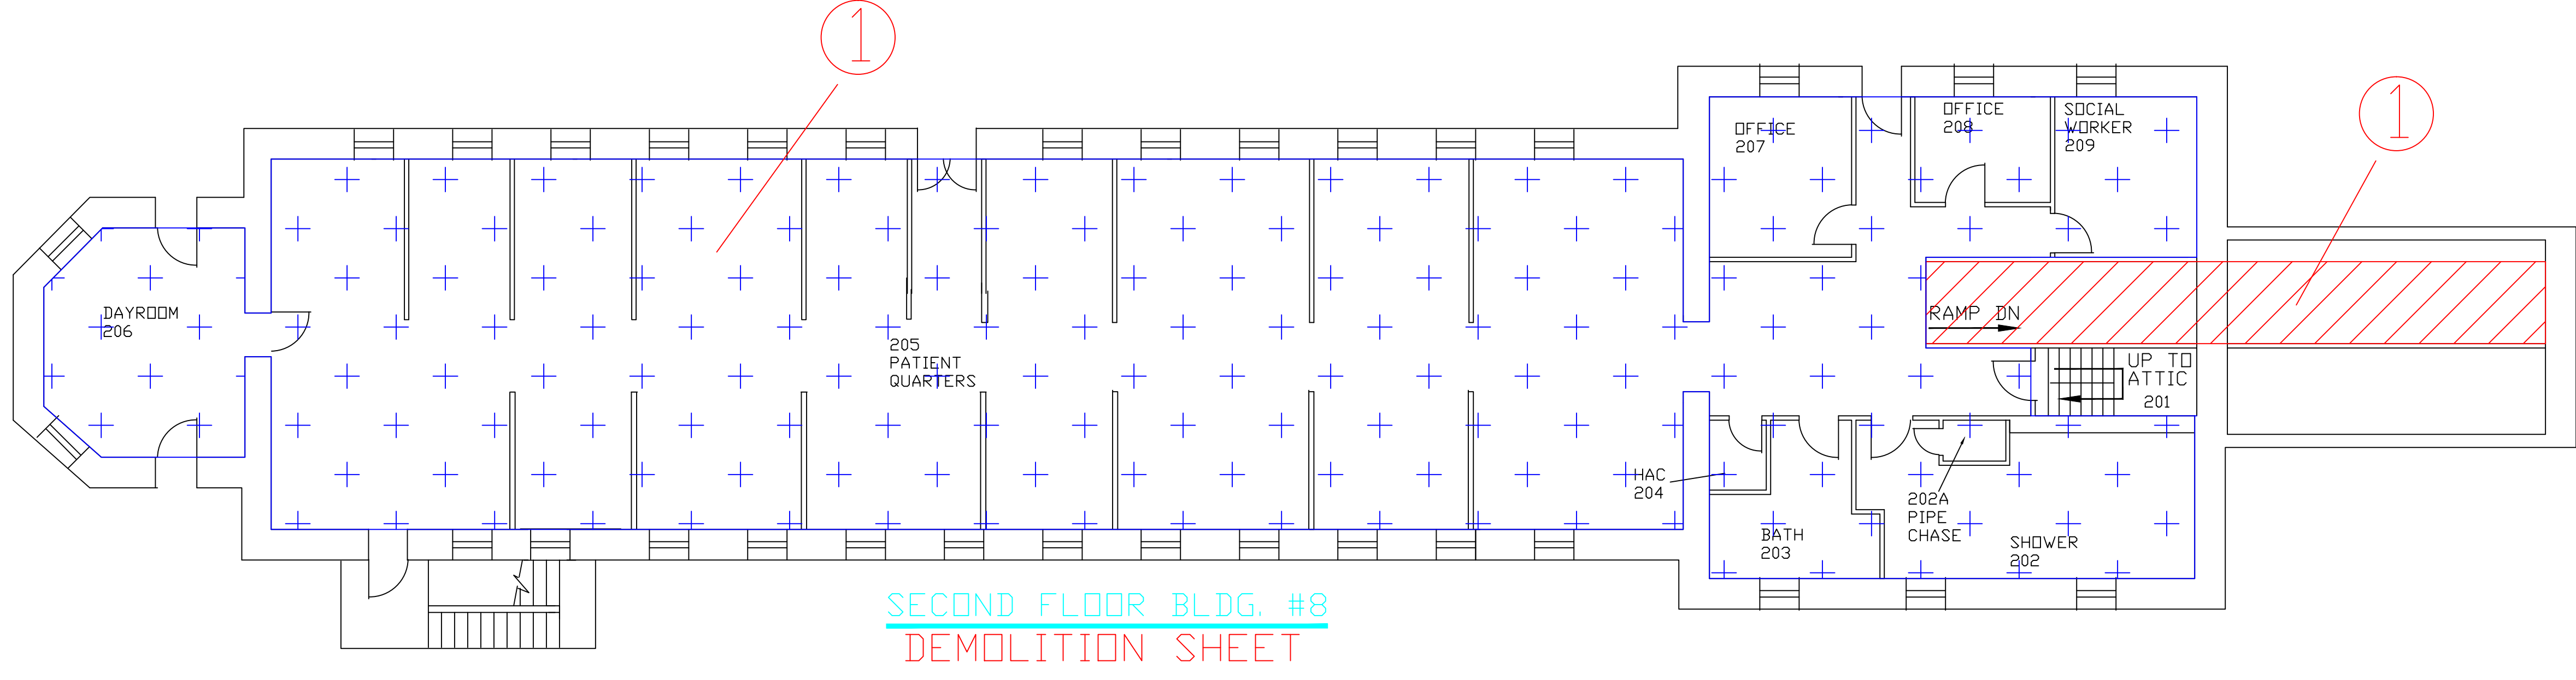 1
1
OFFICE
207
OFFICE
208
SOCIAL
WORKER
209
DAYROOM
206
RAMP DN
205
PATIENT
QUARTERS
UP TO
ATTIC
201
HAC
204
202A
PIPE
CHASE
BATH
203
SHOWER
202
SECOND FLOOR BLDG. #8
DEMOLITION SHEET